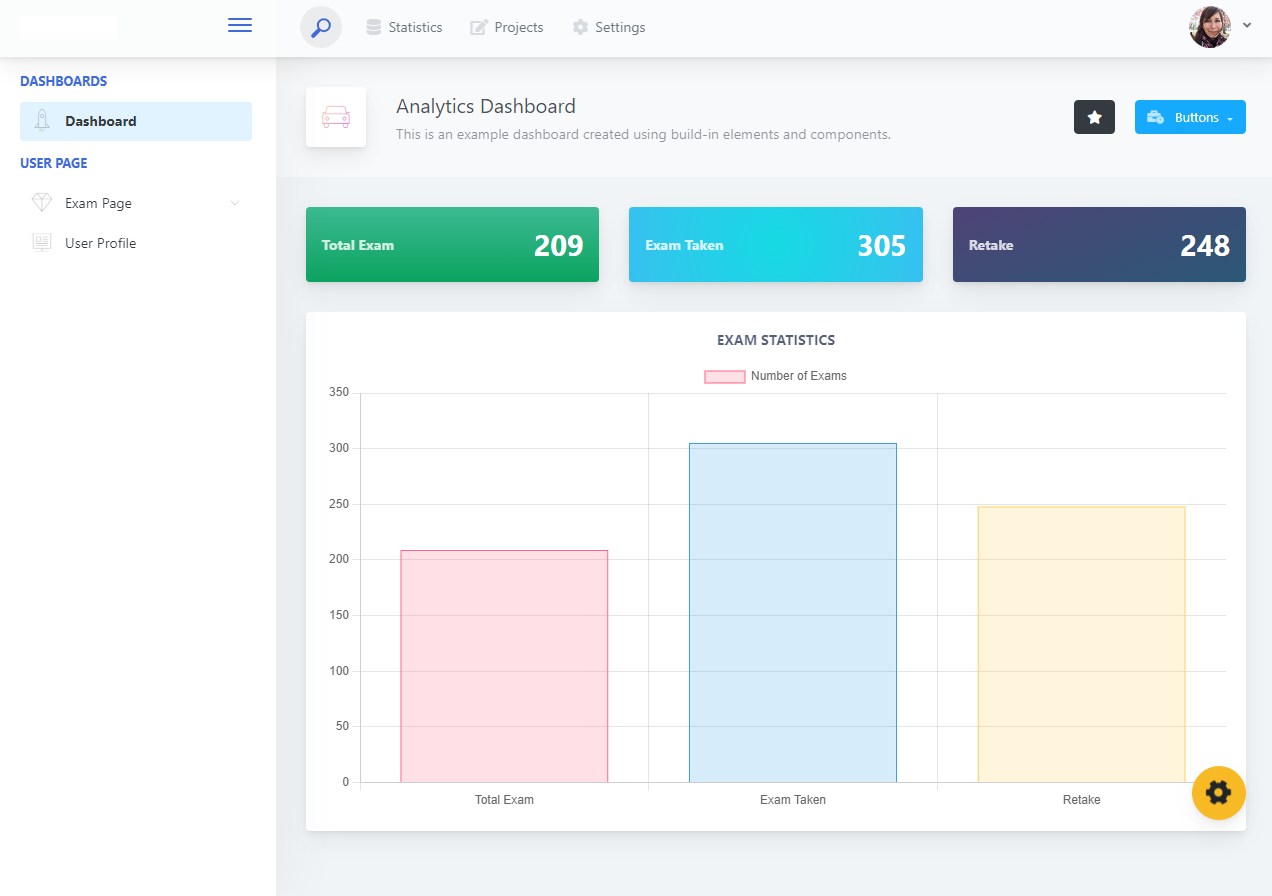 Statistics
Projects
Settings
DASHBOARDS
Dashboard
USER PAGE
Exam Page
User Profile
Analytics Dashboard
This is an example dashboard created using build-in elements and components.
Buttons
Total Exam 209
Exam Taken 305
Retake 248
EXAM STATISTICS
Number of Exams
350
300
250
200
150
100
50
0
Total Exam
Exam Taken
Retake